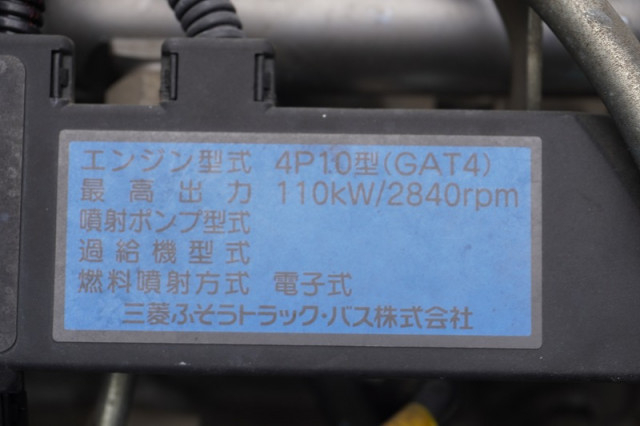 エンジン型式 4P10型(GAT4)
最高出力 110kW/2840rpm
噴射ポンプ型式
過給機型式
燃料噴射方式 電子式
三菱ふそうトラック・バス株式会社